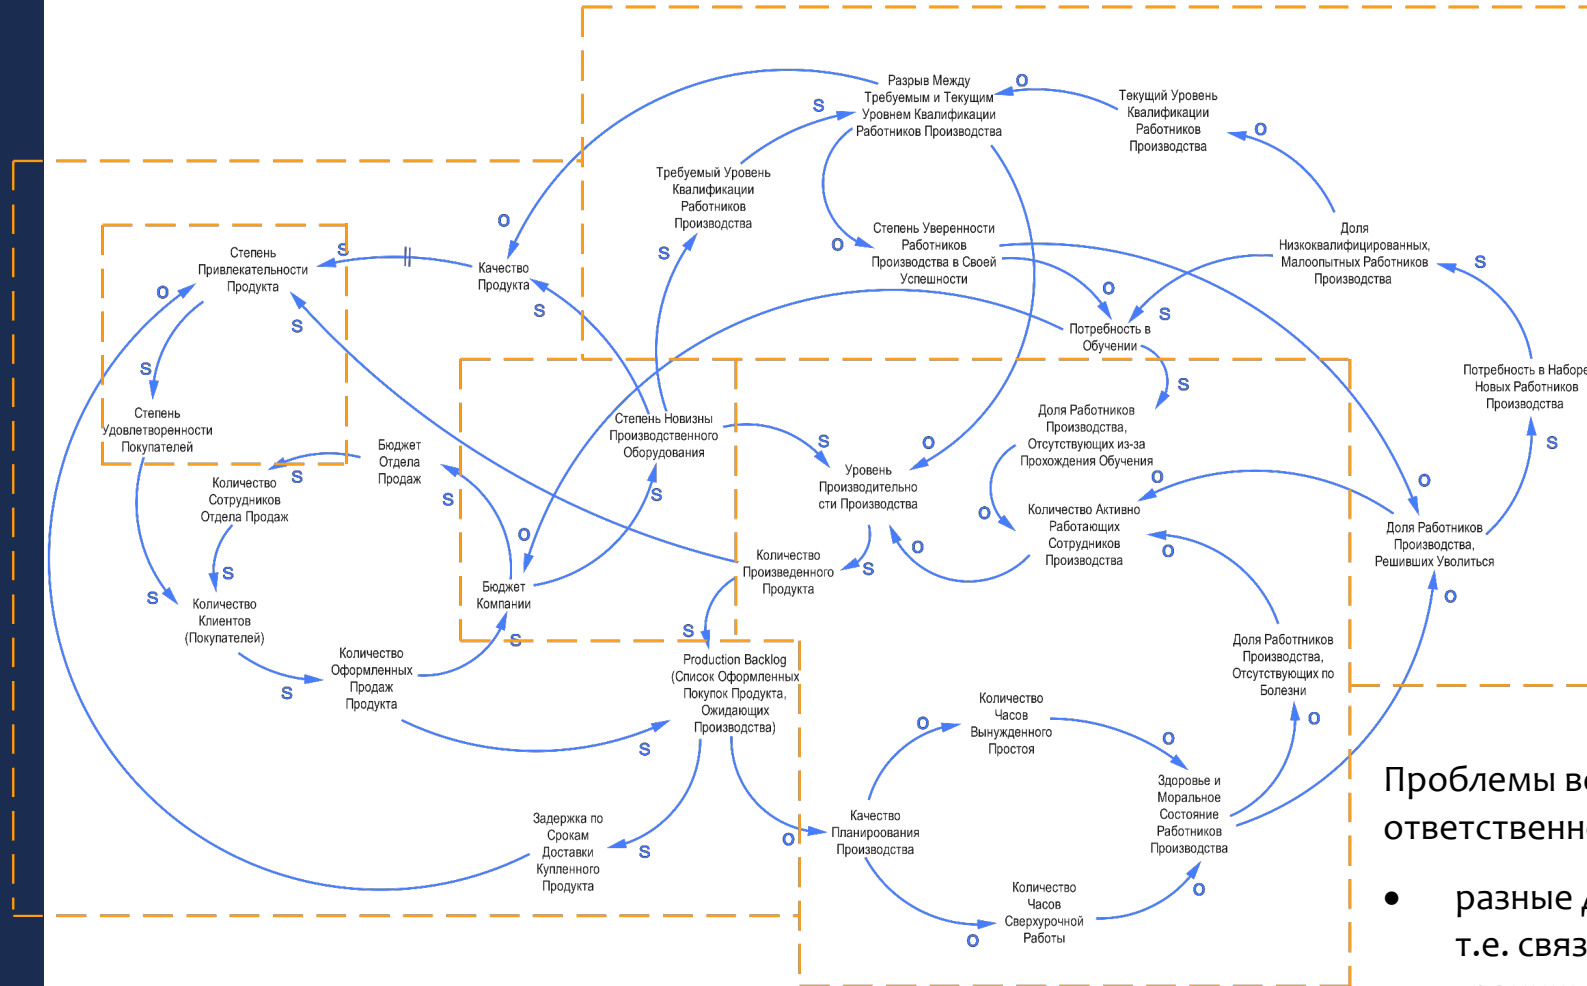 Разрыв Между
Требуемым и Текущим
Уровнем Квалификации
Работников Производства
O
S
O
Текущий Уровень
Квалификации
Работников
Производства
O
Требуемый Уровень
Квалификации
Работников
Производства
S
O
Степень Уверенности
Работников
Производства в Своей
Успешности
O
Доля
Низкоквалифицированных,
Малоопытных Работников
Производства
S
Степень
Привлекательности
Продукта
S
O
S
Качество
Продукта
S
O
S
Потребность в
Обучении
S
Потребность в Наборе
Новых Работников
Производства
S
S
Степень
Удовлетворенности
Покупателей
S
Бюджет
Отдела
Продаж
S
S
Степень Новизны
Производственного
Оборудования
S
S
O
Доля Работников
Производства,
Отсутствующих из-за
Прохождения Обучения
O
O
Количество
Сотрудников
Отдела Продаж
S
Уровень
Производительно
сти Производства
O
S
Количество Активно
Работающих
Сотрудников
Производства
O
O
Доля Работников
Производства,
Решивших Уволиться
O
Количество
Произведенного
Продукта
S
O
Бюджет
Компании
S
Количество
Клиентов
(Покупателей)
S
Количество
Оформленных
Продаж
Продукта
S
Production Backlog
(Список Оформленных
Покупок Продукта,
Ожидающих
Производства)
S
O
Доля Работгников
Производства,
Отсутствующих по
Болезни
O
Количество
Часов
Вынужденного
Простоя
O
O
Здоровье и
Моральное
Состояние
Работников
Производства
O
Качество
Планирования
Производства
O
Задержка по
Срокам
Доставки
Купленного
Продукта
Количество
Часов
Сверхурочной
Работы
Проблемы
ответственн
• разные
т.е. связ